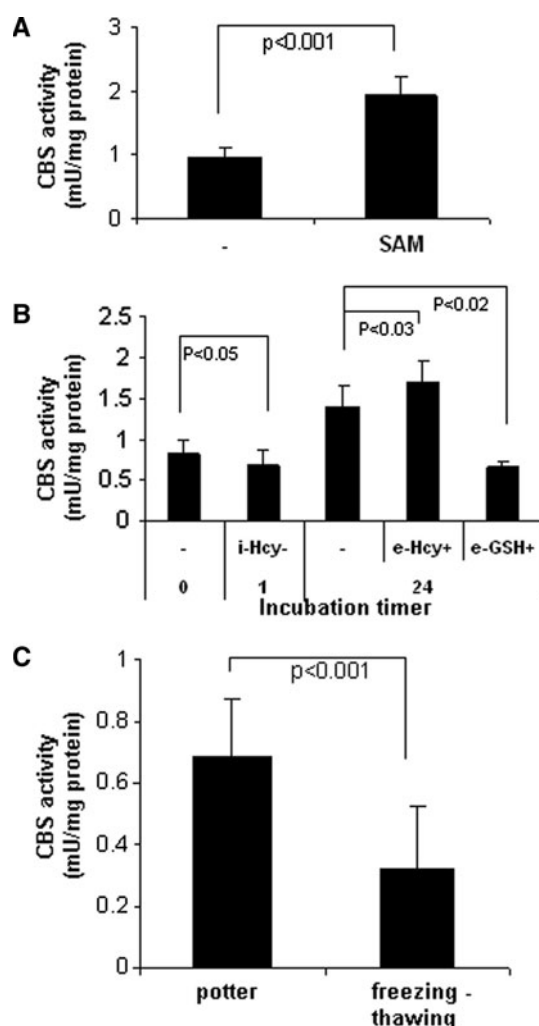 A
p<0.001
CBS activity
(mU/mg protein)
3
2
1
0
-
SAM
B
P<0.02
P<0.03
P<0.05
CBS activity
(mU/mg protein)
2.5
2
1.5
1
0.5
0
-
i-Hcy-
-
e-Hcy+
e-GSH+
0
1
24
Incubation timer
C
p<0.001
CBS activity
(mU/mg protein)
1
0.8
0.6
0.4
0.2
0
potter
freezing -
thawing